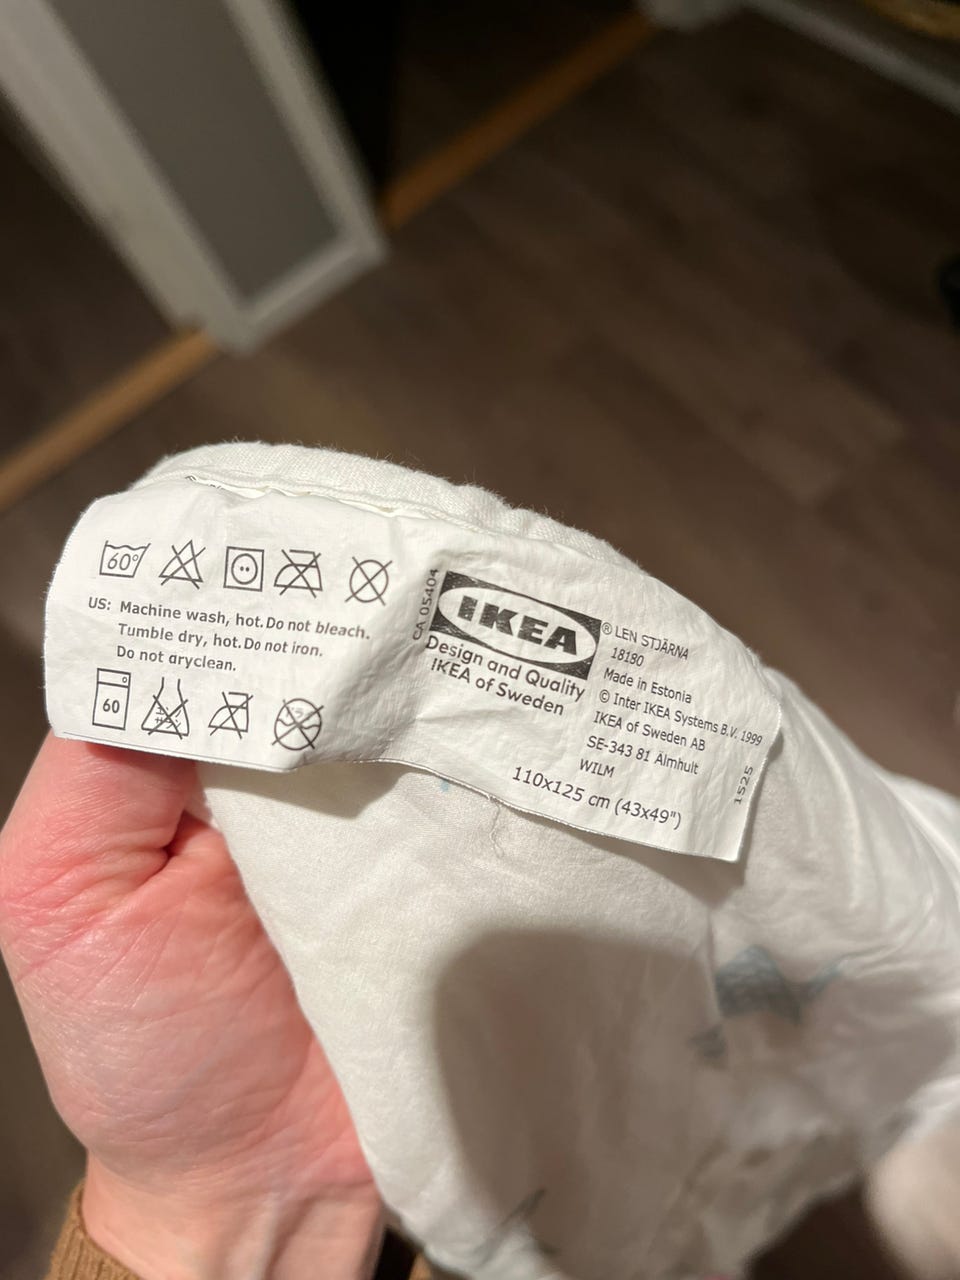 60°
US: Machine wash, hot. Do not bleach.
Tumble dry, hot. Do not iron.
Do not dryclean.
60
CA 05404
IKEA®
Design and Quality
IKEA of Sweden
LEN STJÄRNA
18180
Made in Estonia
© Inter IKEA Systems B.V. 1999
IKEA of Sweden AB
SE-343 81 Älmhult
WILM
110x125 cm (43x49")
1525